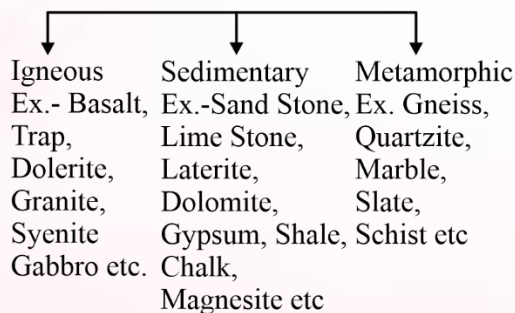 Igneous
Ex.- Basalt,
Trap,
Dolerite,
Granite,
Syenite
Gabbro etc.
Sedimentary
Ex.-Sand Stone,
Lime Stone,
Laterite,
Dolomite,
Gypsum, Shale,
Chalk,
Magnesite etc
Metamorphic
Ex. Gneiss,
Quartzite,
Marble,
Slate,
Schist etc